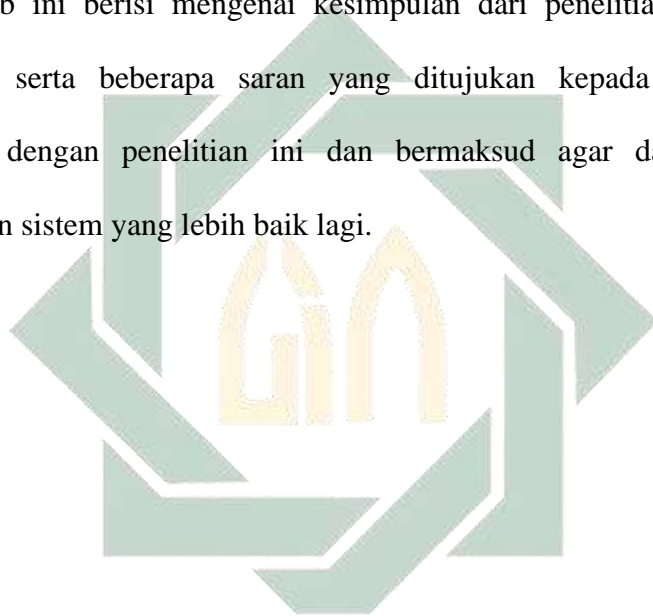 b ini berisi mengenai kesimpulan dari penelitia
serta beberapa saran yang ditujukan kepada
dengan penelitian ini dan bermaksud agar da
n sistem yang lebih baik lagi.
UIN